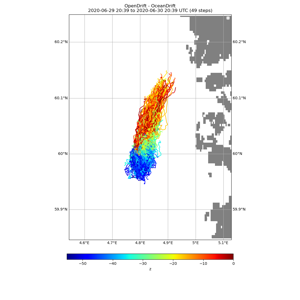 OpenDrift - OceanDrift
2020-06-29 20:39 to 2020-06-30 20:39 UTC (49 steps)
60.2°N
60.2°N
60.1°N
60.1°N
60°N
60°N
59.9°N
59.9°N
4.6°E
4.7°E
4.8°E
4.9°E
5°E
5.1°E
−50
−40
−30
−20
−10
0
z